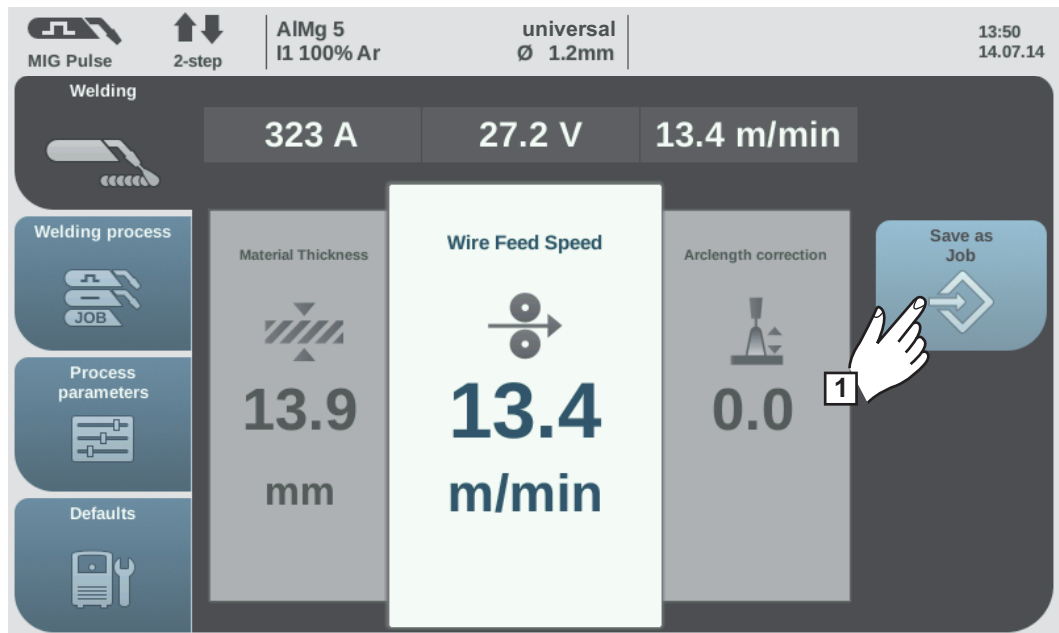 MIG Pulse
2-step
AlMg 5
I1 100% Ar
universal
Ø 1.2mm
13:50
14.07.14
Welding
323 A
27.2 V
13.4 m/min
Welding process
JOB
Process
parameters
Defaults
Material Thickness
13.9
mm
Wire Feed Speed
13.4
m/min
Arclength correction
0.0
Save as
Job
1